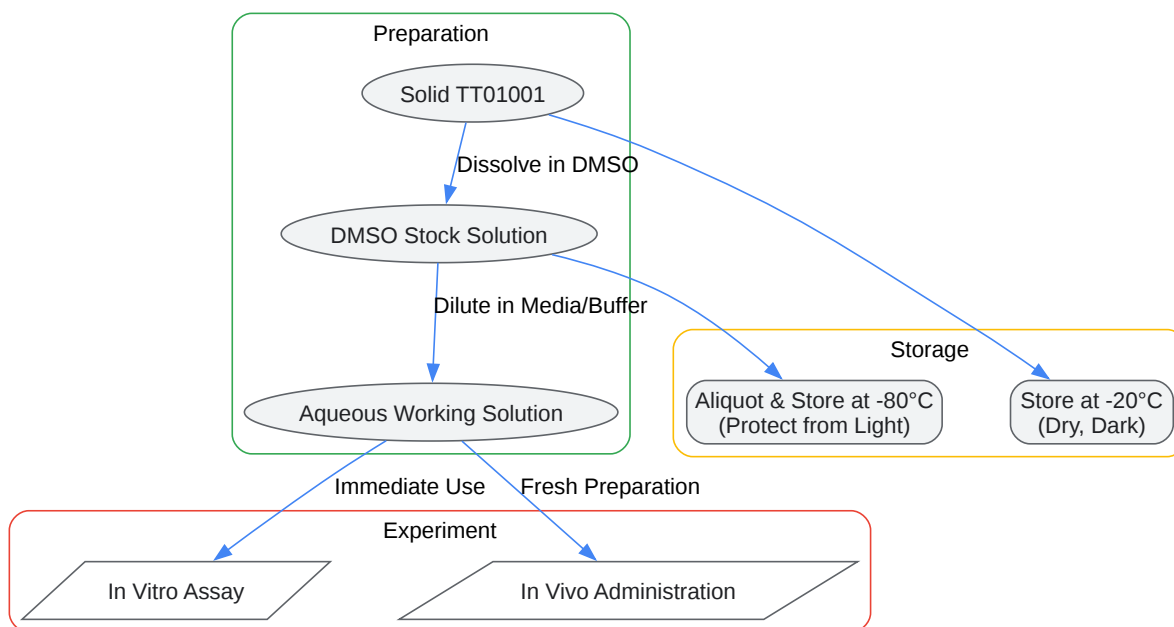 Preparation
Solid TT01001
Dissolve in DMSO
DMSO Stock Solution
Dilute in Media/Buffer
Storage
Aliquot & Store at -80°C
(Protect from Light)
Store at -20°C
(Dry, Dark)
Aqueous Working Solution
Immediate Use
Fresh Preparation
Experiment
In Vitro Assay
In Vivo Administration